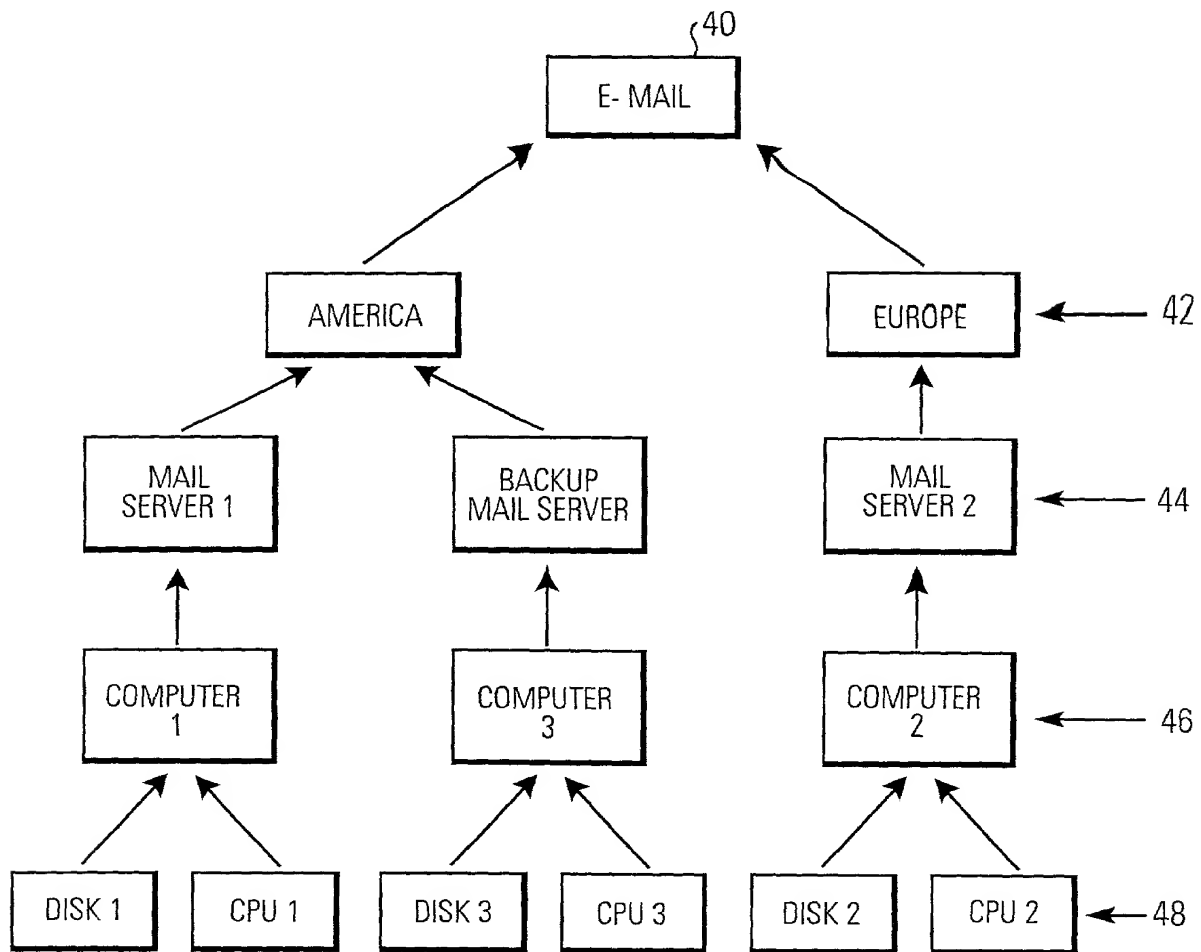 40
E- MAIL
AMERICA
EUROPE
42
MAIL
SERVER 1
BACKUP
MAIL SERVER
MAIL
SERVER 2
44
COMPUTER
1
COMPUTER
3
COMPUTER
2
46
DISK 1
CPU 1
DISK 3
CPU 3
DISK 2
CPU 2
48